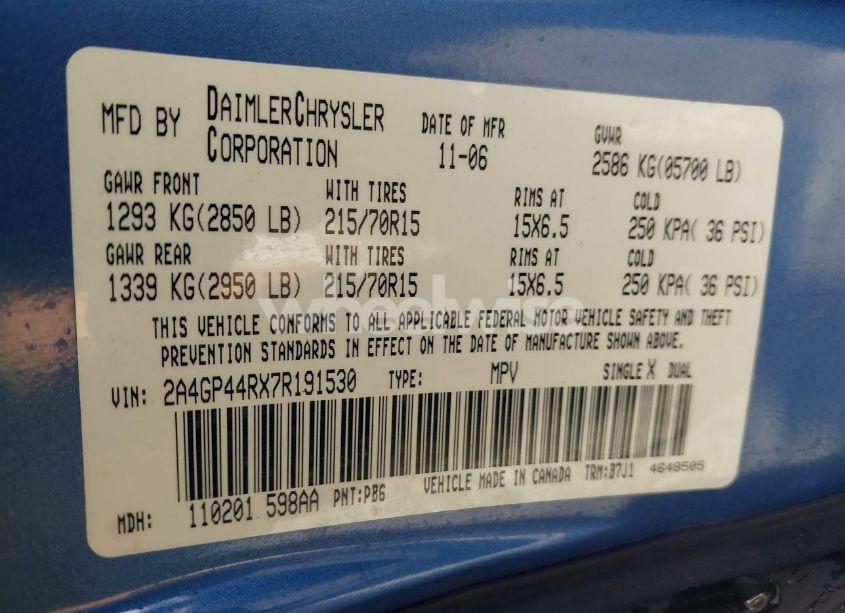 MFD BY DAIMLERCHRYSLER CORPORATION DATE OF MFR 11-06 GVWR 2586 KG(05700 LB)
GAWR FRONT WITH TIRES RIMS AT COLD
1293 KG(2850 LB) 215/70R15 15X6.5 250 KPA( 36 PSI)
GAWR REAR WITH TIRES RIMS AT COLD
1339 KG(2950 LB) 215/70R15 15X6.5 250 KPA( 36 PSI)
THIS VEHICLE CONFORMS TO ALL APPLICABLE FEDERAL MOTOR VEHICLE SAFETY AND THEFT
PREVENTION STANDARDS IN EFFECT ON THE DATE OF MANUFACTURE SHOWN ABOVE.
VIN: 2A4GP44RX7R191530 TYPE: MPV SINGLE X DUAL
MDH: 110201 598AA PNT:PB6 VEHICLE MADE IN CANADA TRM:B7J1 4648505